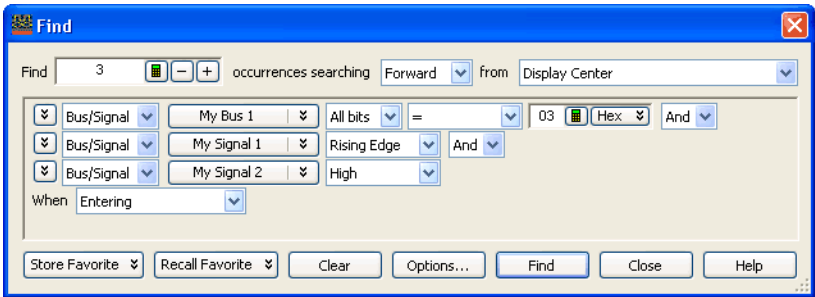 Find
Find 3 − + occurrences searching Forward from Display Center
Bus/Signal My Bus 1 All bits = 03 Hex And
Bus/Signal My Signal 1 Rising Edge And
Bus/Signal My Signal 2 High
When Entering
Store Favorite Recall Favorite Clear Options... Find Close Help